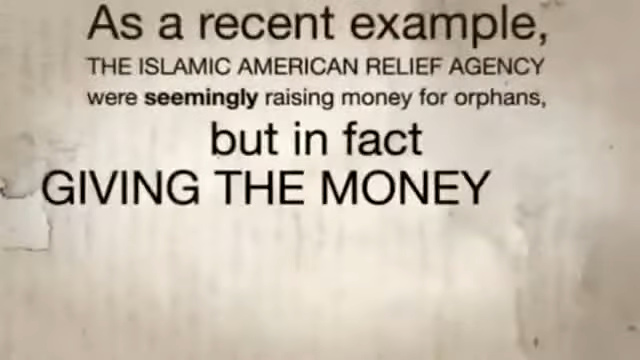 As a recent example,
THE ISLAMIC AMERICAN RELIEF AGENCY
were seemingly raising money for orphans,
but in fact
GIVING THE MONEY